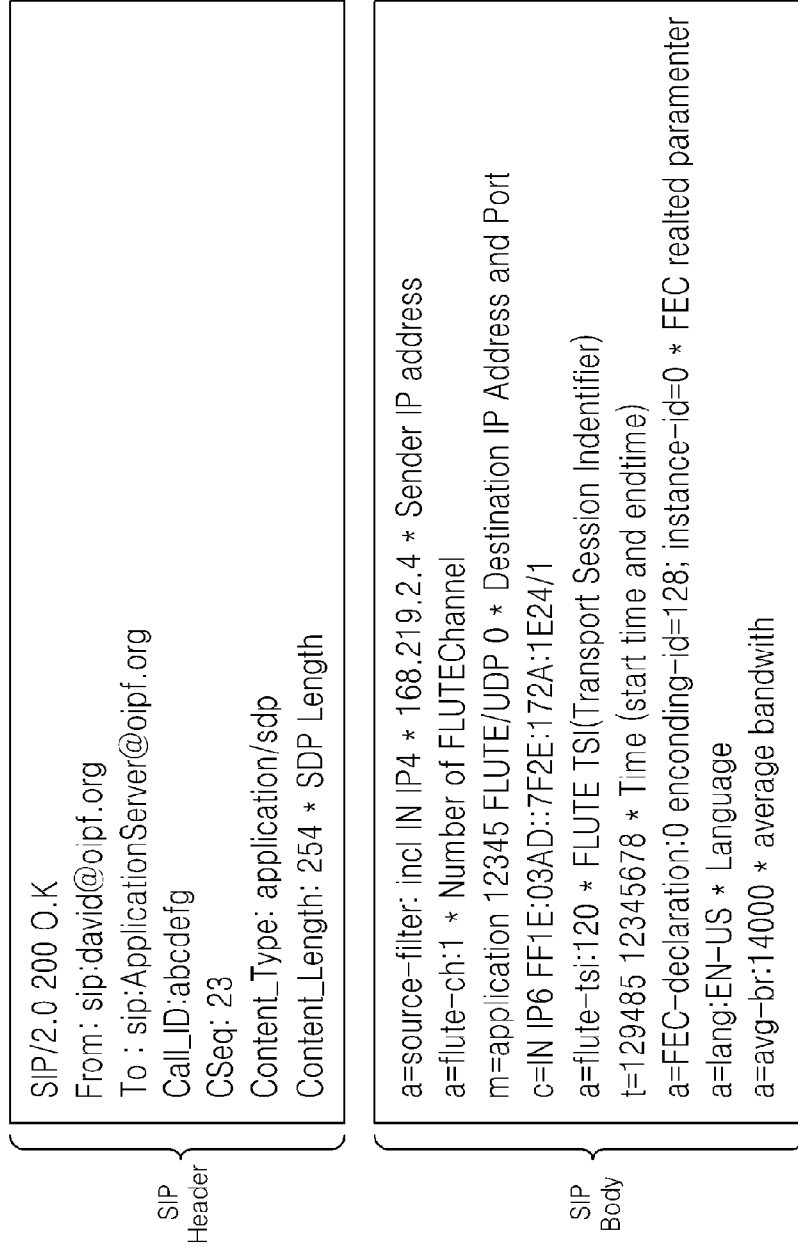 SIP
Header
SIP/2.0 200 O.K
From: sip:david@oipf.org
To : sip:ApplicationServer@oipf.org
Call_ID:abcdefg
CSeq: 23
Content_Type: application/sdp
Content_Length: 254 * SDP Length
SIP
Body
a=source-filter: incl IN IP4 * 168.219.2.4 * Sender IP address
a=flute-ch:1 * Number of FLUTEChannel
m=application 12345 FLUTE/UDP 0 * Destination IP Address and Port
c=IN IP6 FF1E:03AD::7F2E:172A:1E24/1
a=flute-tsi:120 * FLUTE TSI(Transport Session Indentifier)
t=129485 12345678 * Time (start time and endtime)
a=FEC-declaration:0 enconding-id=128; instance-id=0 * FEC realted paramenter
a=lang:EN-US * Language
a=avg-br:14000 * average bandwith